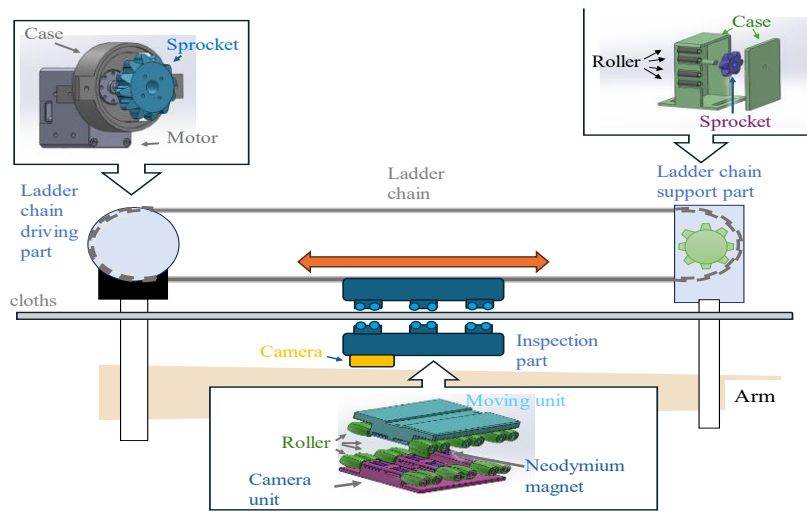 Case
Sprocket
Motor
Case
Roller
Sprocket
Ladder
chain
driving
part
Ladder
chain
Ladder chain
support part
cloths
Camera
Inspection
part
Arm
Moving unit
Roller
Camera
unit
Neodymium
magnet